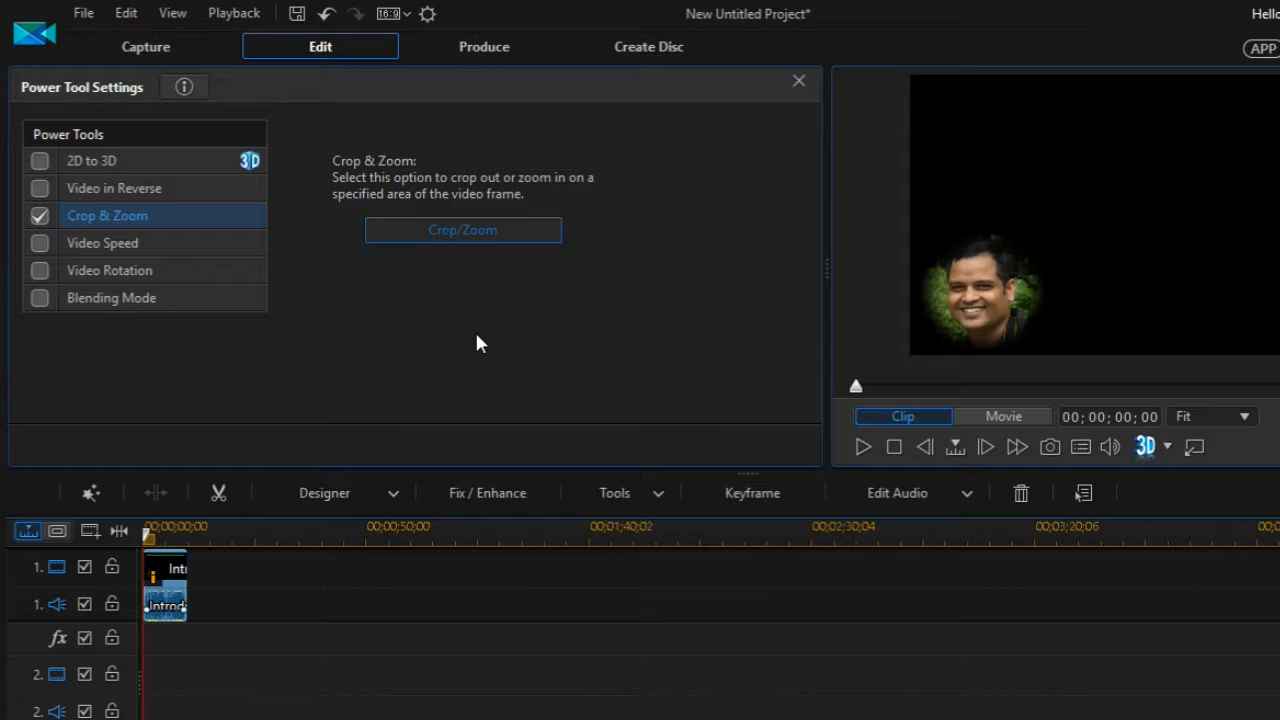 File Edit View Playback 16:9 New Untitled Project* Hello
Capture Edit Produce Create Disc APP
Power Tool Settings i
Power Tools
2D to 3D 3D
Video in Reverse
Crop & Zoom
Video Speed
Video Rotation
Blending Mode
Crop & Zoom:
Select this option to crop out or zoom in on a
specified area of the video frame.
Crop/Zoom
Clip Movie 00; 00; 00; 00 Fit
3D
Designer Fix / Enhance Tools Keyframe Edit Audio
00;00;00;00 00;00;50;00 00;01;40;02 00;02;30;04 00;03;20;06
1. Intr
1. Introd
fx
2.
2.